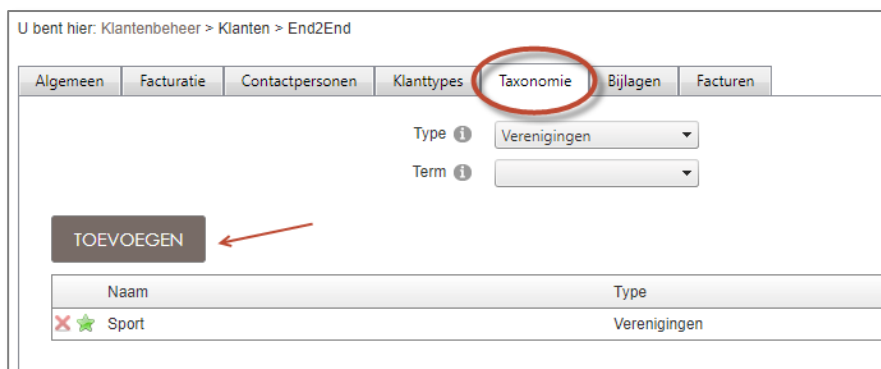 U bent hier: Klantenbeheer > Klanten > End2End
Algemeen Facturatie Contactpersonen Klanttypes Taxonomie Bijlagen Facturen
Type Verenigingen
Term
TOEVOEGEN
Naam Type
Sport Verenigingen